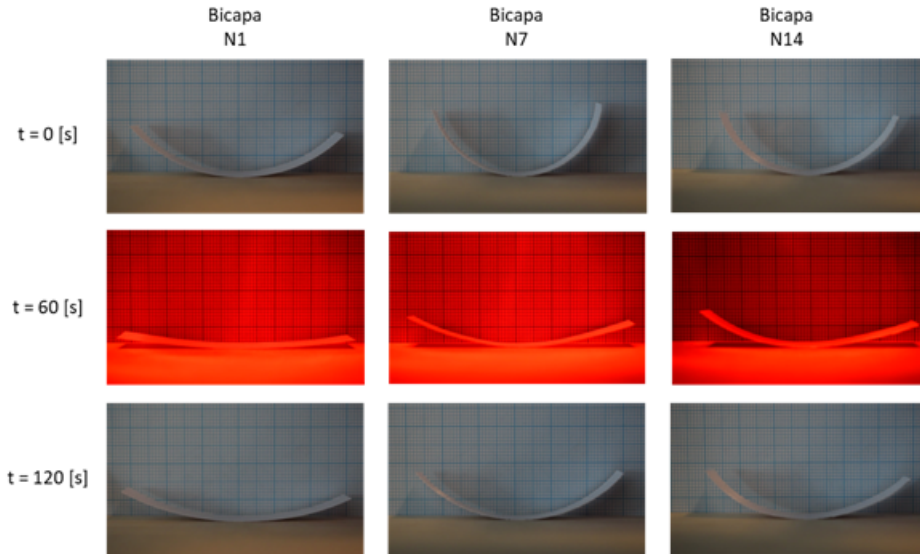 Bicapa
N1
Bicapa
N7
Bicapa
N14
t = 0 [s]
t = 60 [s]
t = 120 [s]